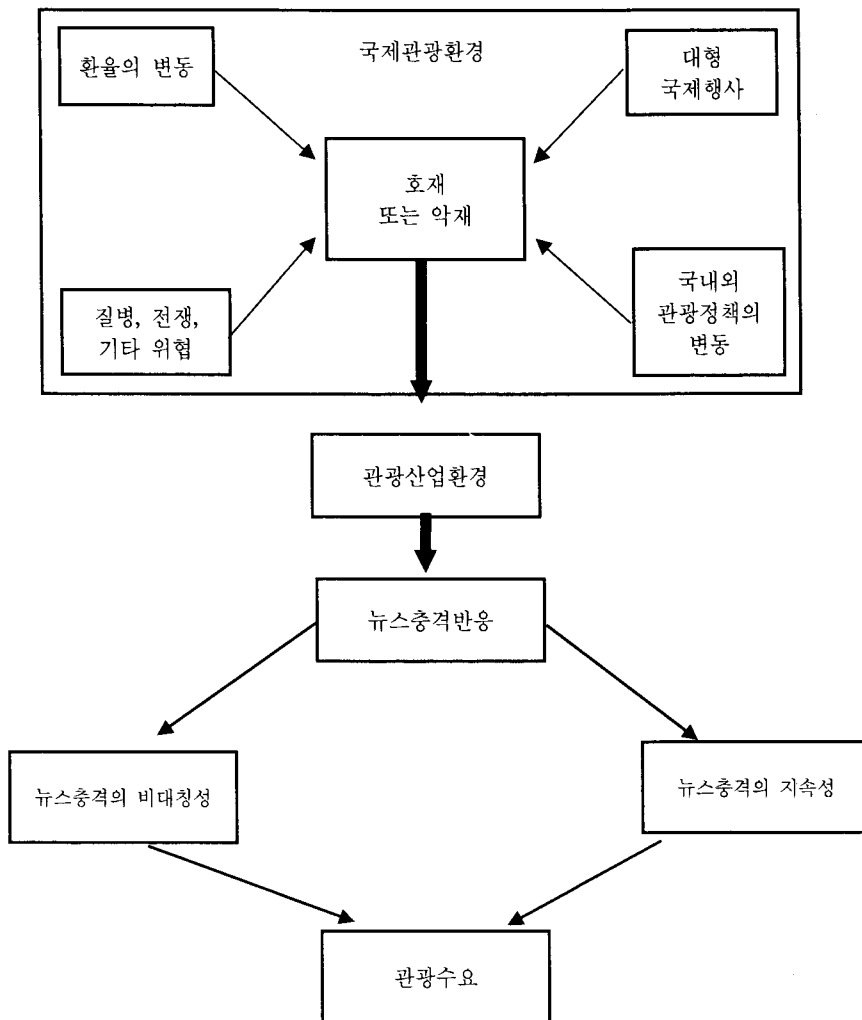 국제관광환경
환율의 변동
대형
국제행사
호재
또는 악재
질병, 전쟁,
기타 위협
국내외
관광정책의
변동
관광산업환경
뉴스충격반응
뉴스충격의 비대칭성
뉴스충격의 지속성
관광수요